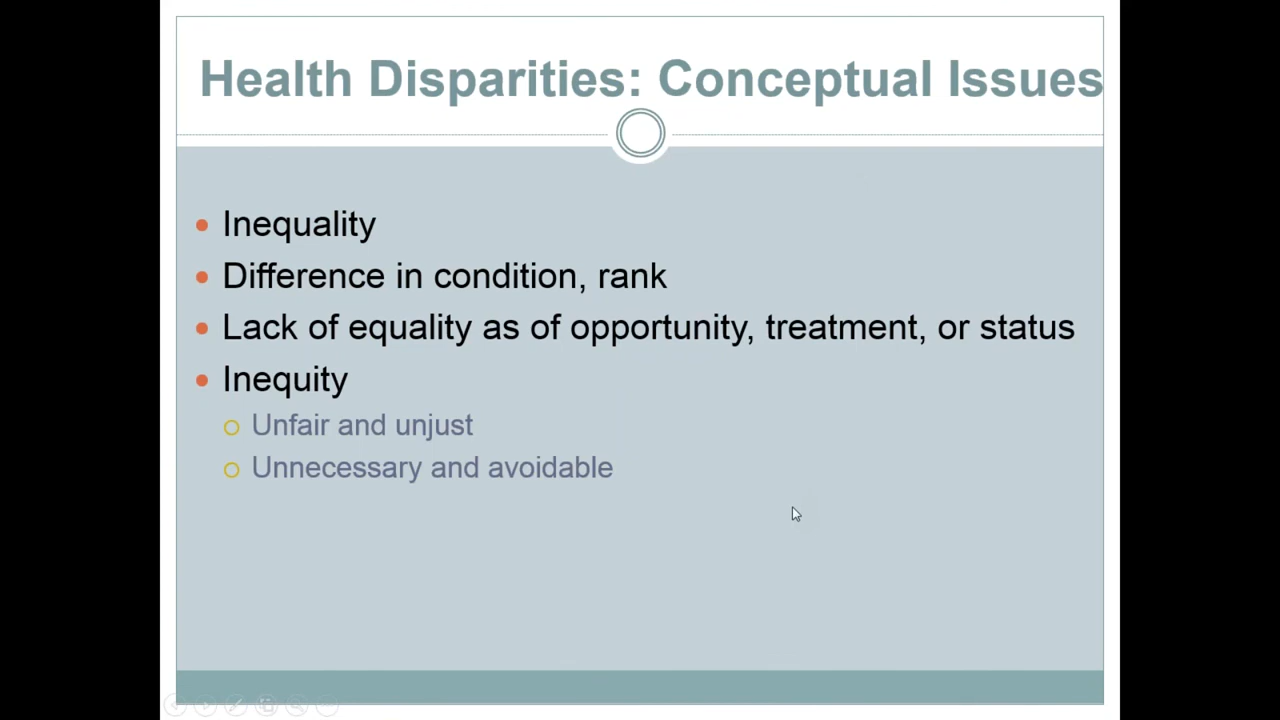 Health Disparities: Conceptual Issues
Inequality
Difference in condition, rank
Lack of equality as of opportunity, treatment, or status
Inequity
Unfair and unjust
Unnecessary and avoidable